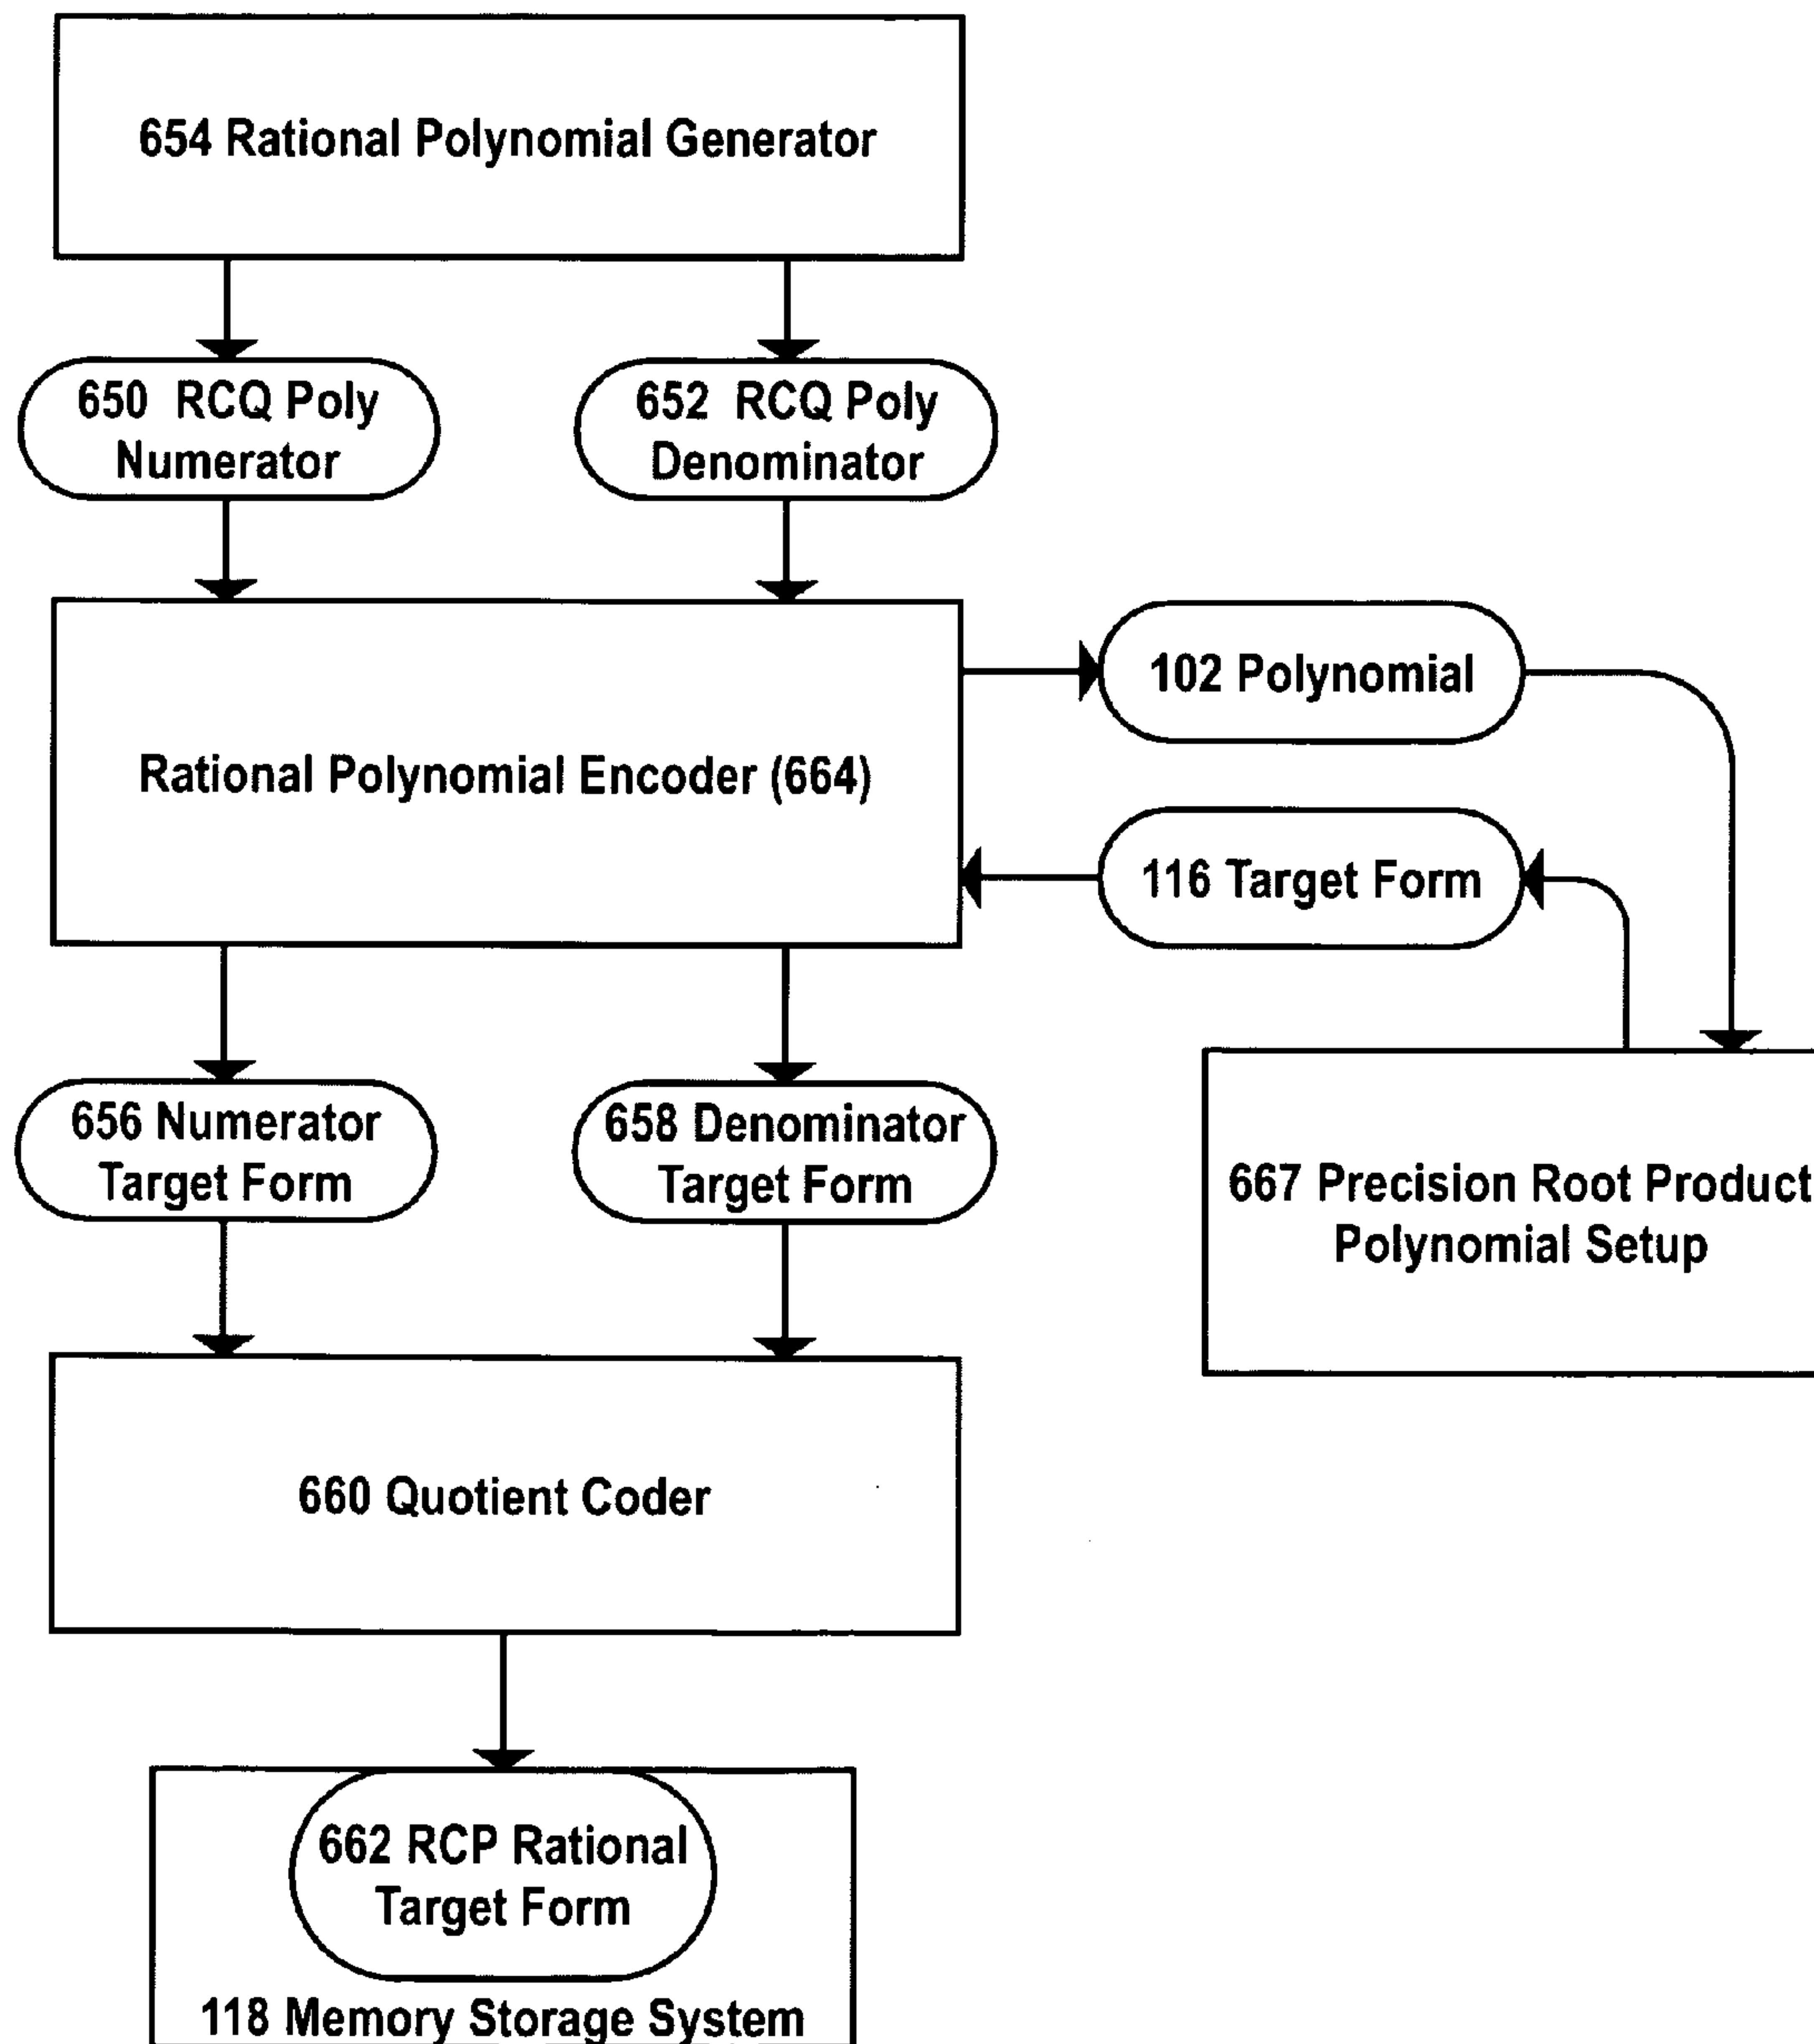 654 Rational Polynomial Generator
650 RCQ Poly
Numerator
652 RCQ Poly
Denominator
Rational Polynomial Encoder (664)
102 Polynomial
116 Target Form
656 Numerator
Target Form
658 Denominator
Target Form
667 Precision Root Product
Polynomial Setup
660 Quotient Coder
662 RCP Rational
Target Form
118 Memory Storage System